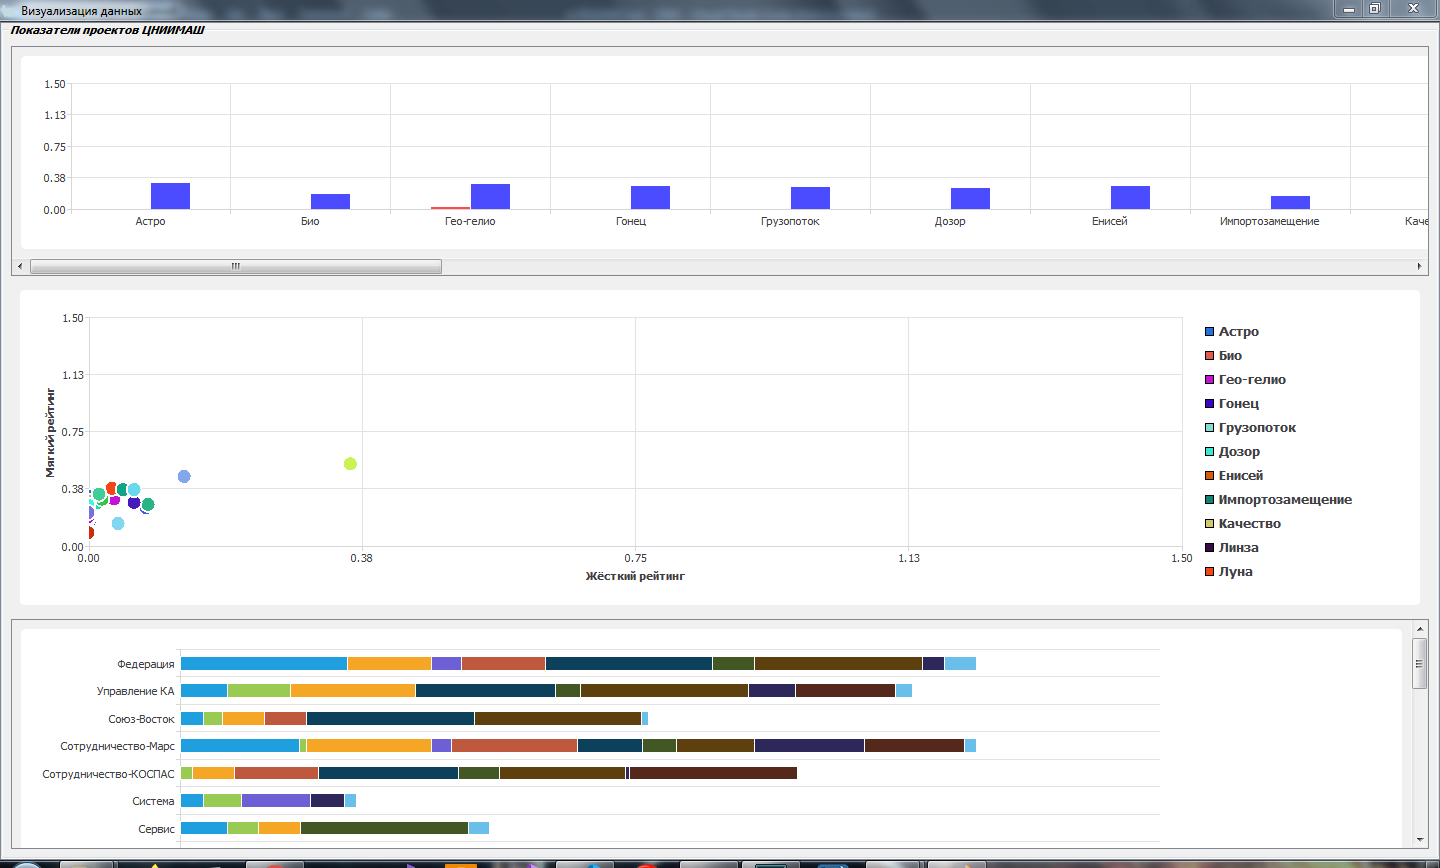 Визуализация данных
Показатели проектов ЦНИИМАШ
1.50
1.13
0.75
0.38
0.00
Астро
Био
Гео-гелио
Гонец
Грузопоток
Дозор
Енисей
Импортозамещение
Каче
1.50
1.13
0.75
0.38
0.00
Мягкий рейтинг
0.00
0.38
0.75
1.13
1.50
Жёсткий рейтинг
Астро
Био
Гео-гелио
Гонец
Грузопоток
Дозор
Енисей
Импортозамещение
Качество
Линза
Луна
Федерация
Управление КА
Союз-Восток
Сотрудничество-Марс
Сотрудничество-КОСПАС
Система
Сервис